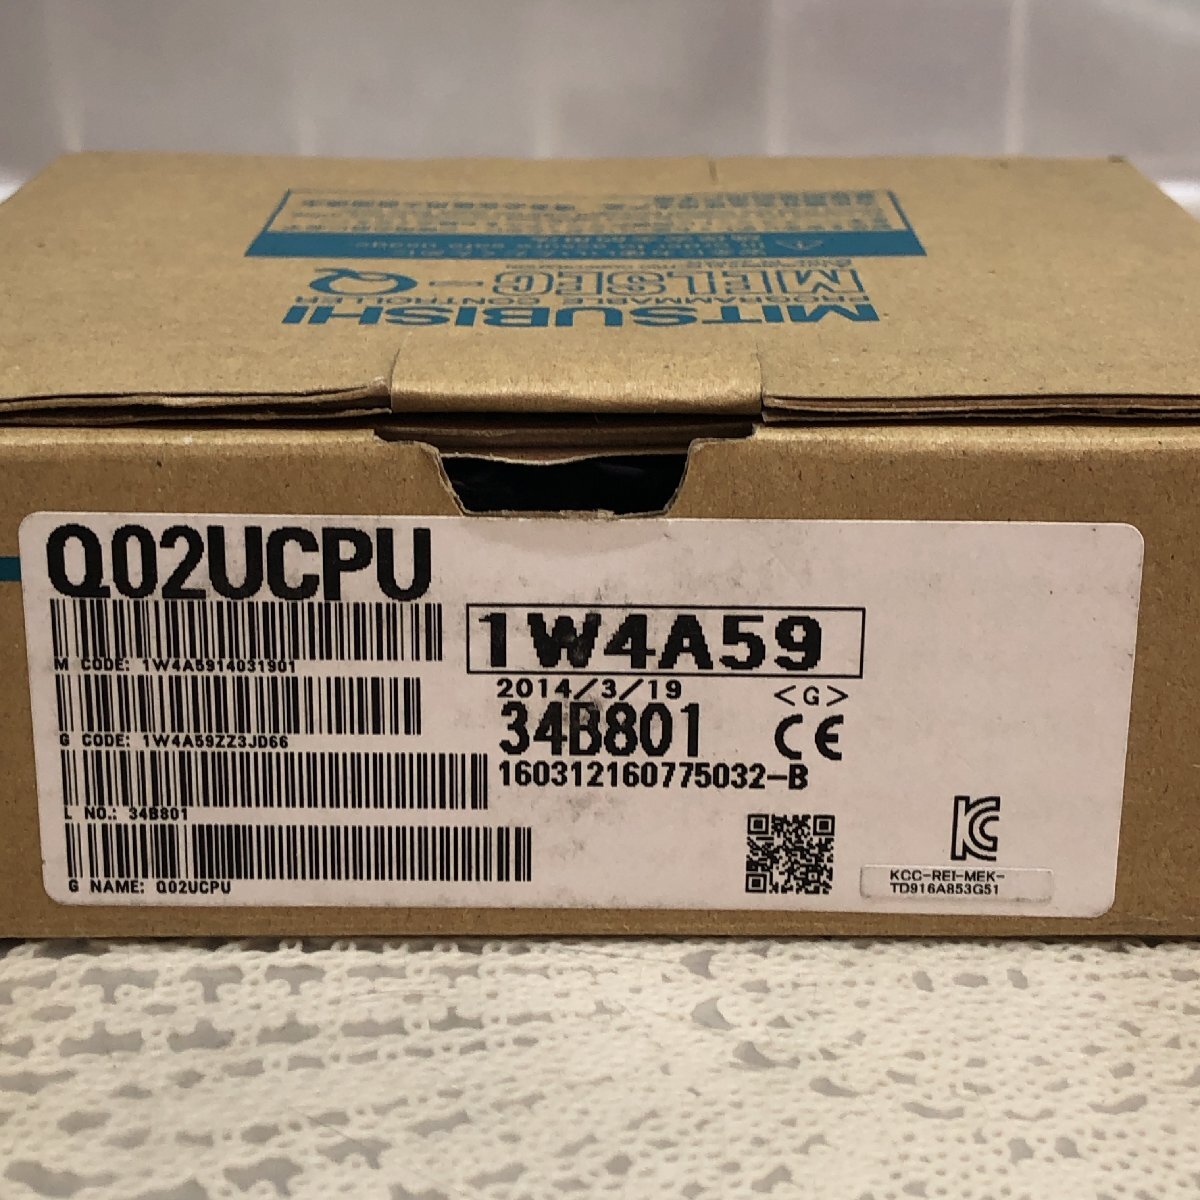 MITSUBISHI
PROGRAMMABLE CONTROLLER
MELSEC-Q
Q02UCPU
M CODE: 1W4A5914031901
G CODE: 1W4A59ZZ3JD66
L NO.: 34B801
G NAME: Q02UCPU
1W4A59
2014/3/19
<G>
34B801
CE
160312160775032-B
KCC-REI-MEK-
TD916A853G51